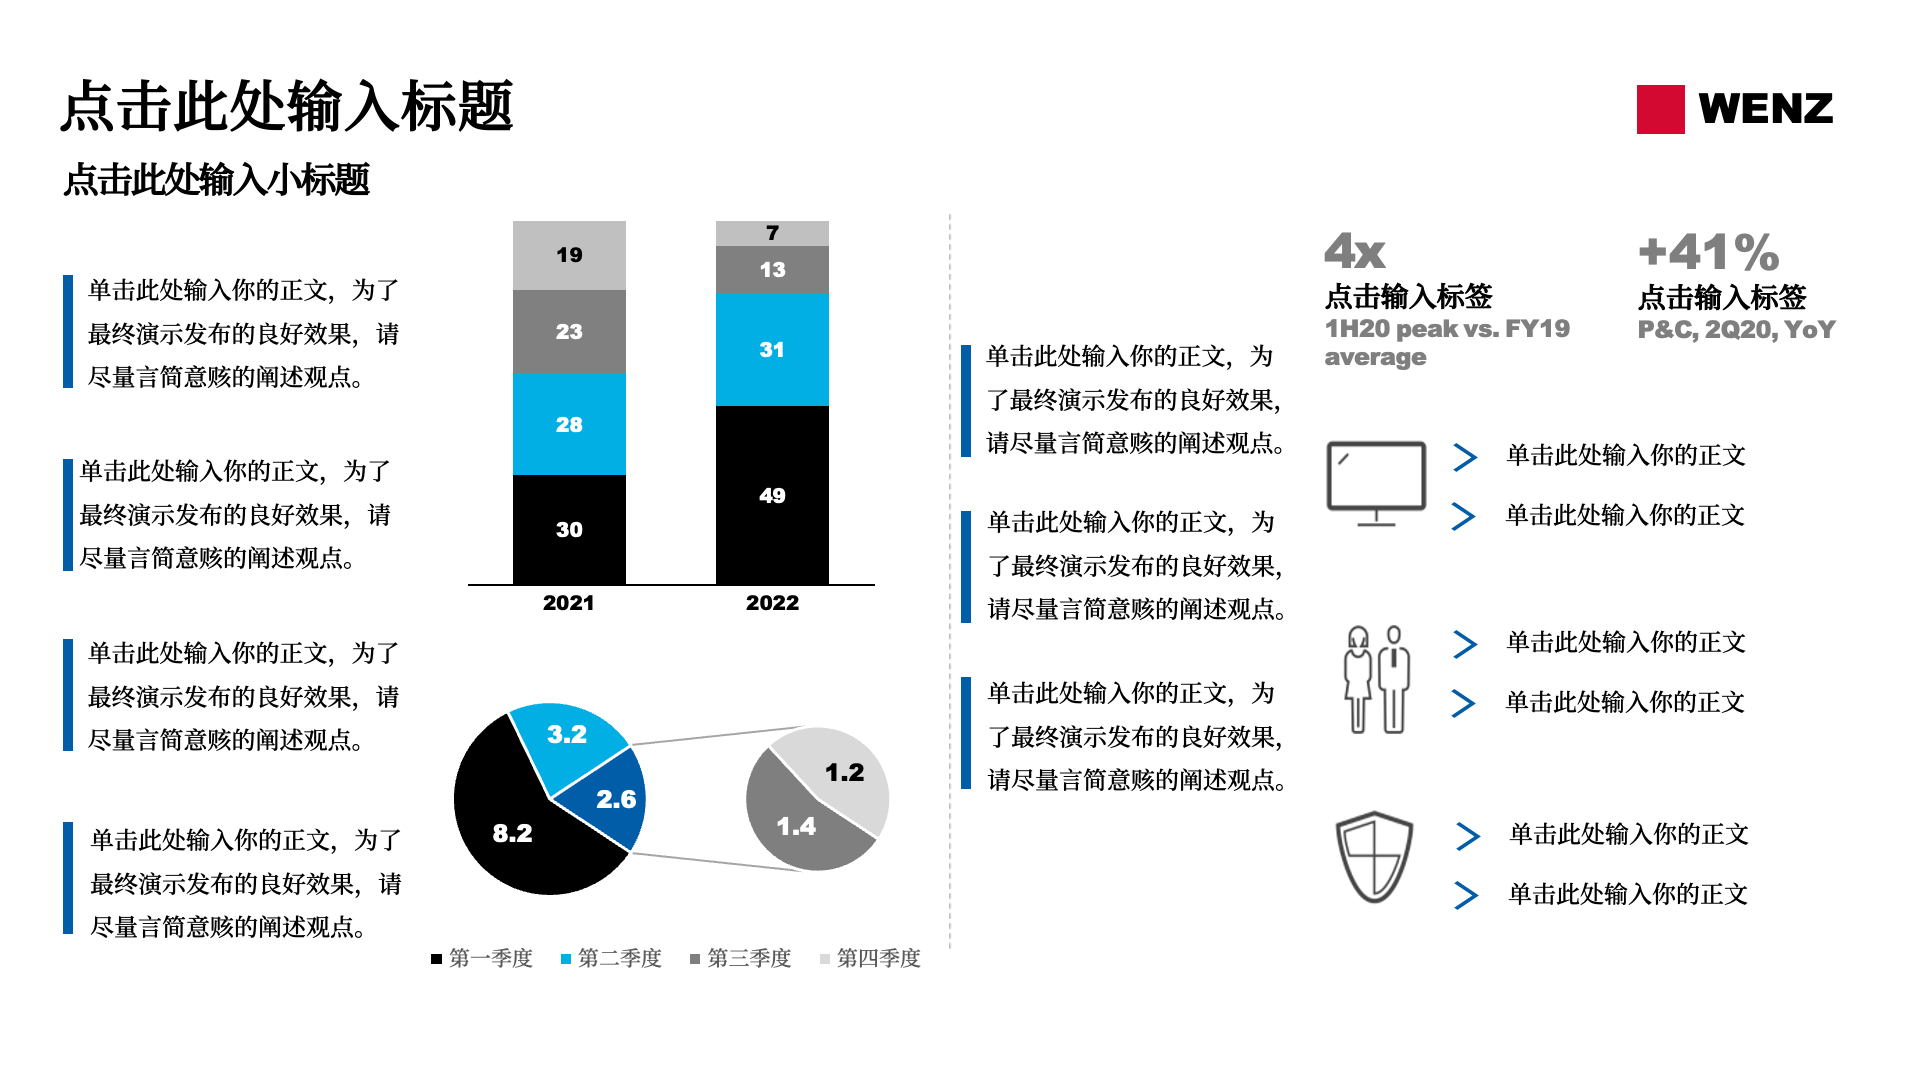 点击此处输入标题
WENZ
点击此处输入小标题
单击此处输入你的正文，为了
最终演示发布的良好效果，请
尽量言简意赅的阐述观点。
单击此处输入你的正文，为了
最终演示发布的良好效果，请
尽量言简意赅的阐述观点。
单击此处输入你的正文，为了
最终演示发布的良好效果，请
尽量言简意赅的阐述观点。
单击此处输入你的正文，为了
最终演示发布的良好效果，请
尽量言简意赅的阐述观点。
19
7
23
13
28
31
30
49
2021
2022
3.2
2.6
8.2
1.2
1.4
第一季度
第二季度
第三季度
第四季度
单击此处输入你的正文，为
了最终演示发布的良好效果，
请尽量言简意赅的阐述观点。
单击此处输入你的正文，为
了最终演示发布的良好效果，
请尽量言简意赅的阐述观点。
单击此处输入你的正文，为
了最终演示发布的良好效果，
请尽量言简意赅的阐述观点。
4x
点击输入标签
1H20 peak vs. FY19
average
+41%
点击输入标签
P&C, 2Q20, YoY
单击此处输入你的正文
单击此处输入你的正文
单击此处输入你的正文
单击此处输入你的正文
单击此处输入你的正文
单击此处输入你的正文